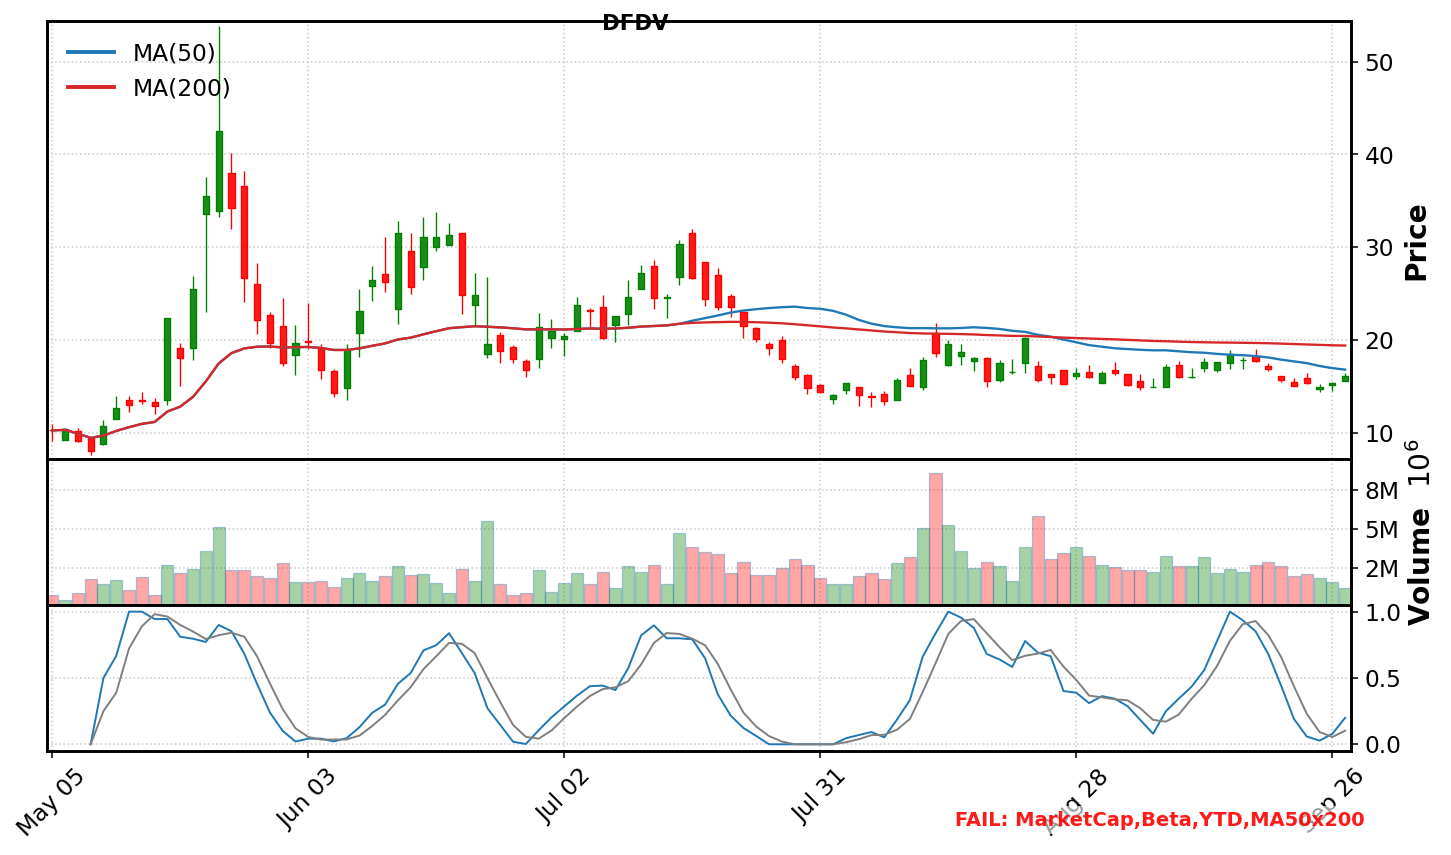 DFDV
MA(50)
MA(200)
50
40
30
20
10
Price
8M
5M
2M
Volume 10^6
1.0
0.5
0.0
May 05
Jun 03
Jul 02
Jul 31
Aug 28
Sep 26
FAIL: MarketCap,Beta,YTD,MA50x200